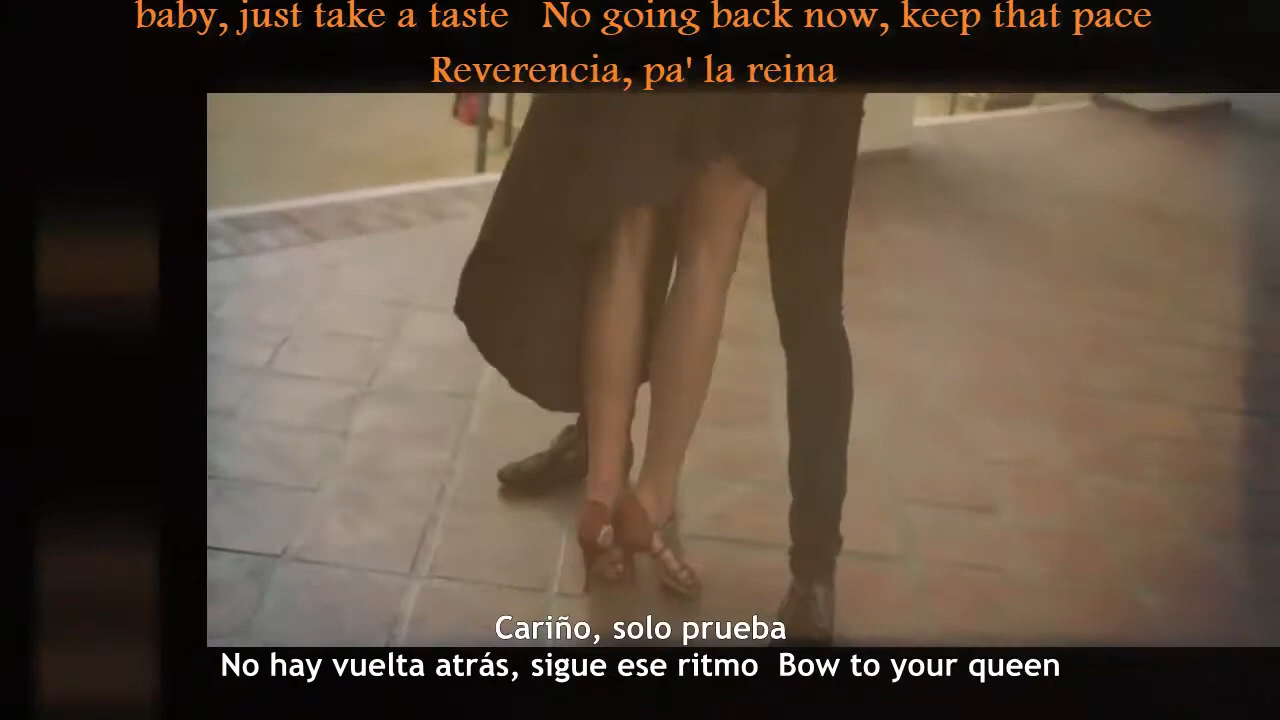 baby, just take a taste No going back now, keep that pace
Reverencia, pa' la reina
Cariño, solo prueba
No hay vuelta atrás, sigue ese ritmo Bow to your queen